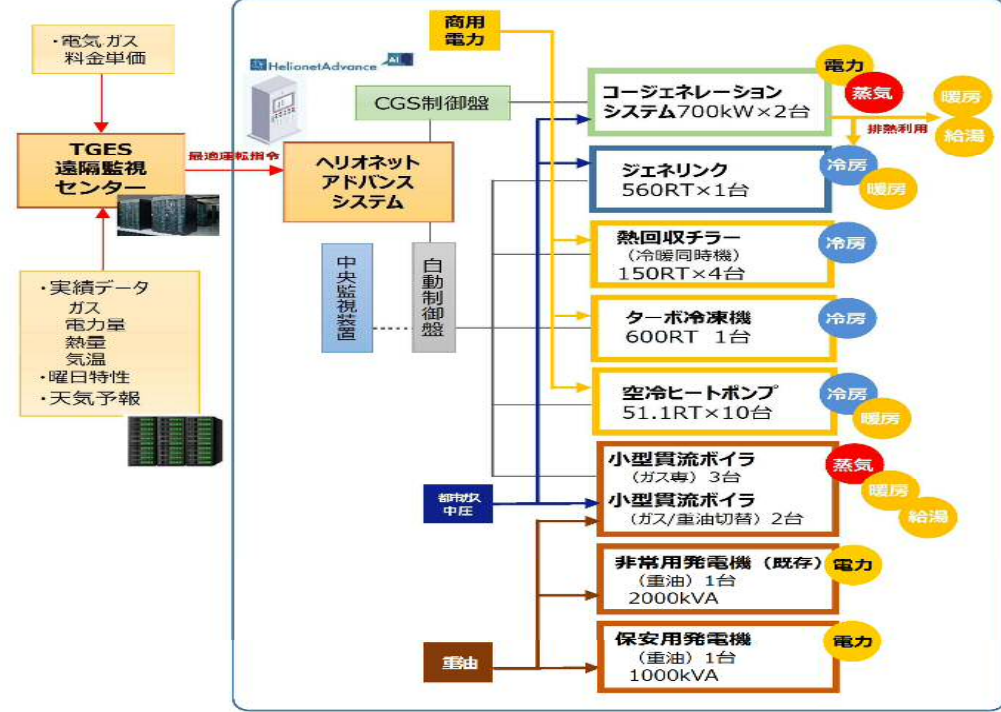 ・電気 ガス
料金単価
TGES
遠隔監視
センター
・実績データ
ガス
電力量
熱量
気温
・曜日特性
・天気予報
最適運転指令
HelionetAdvance AI
CGS制御盤
ヘリオネット
アドバンス
システム
中央監視装置
自動制御盤
商用
電力
都市ガス
中圧
重油
コージェネレーション
システム700kW×2台
電力
蒸気
排熱利用
暖房
給湯
ジェネリンク
560RT×1台
冷房
暖房
熱回収チラー
(冷暖同時機)
150RT×4台
冷房
ターボ冷凍機
600RT 1台
冷房
空冷ヒートポンプ
51.1RT×10台
冷房
暖房
小型貫流ボイラ
(ガス専) 3台
小型貫流ボイラ
(ガス/重油切替) 2台
蒸気
暖房
給湯
非常用発電機 (既存)
(重油) 1台
2000kVA
電力
保安用発電機
(重油) 1台
1000kVA
電力